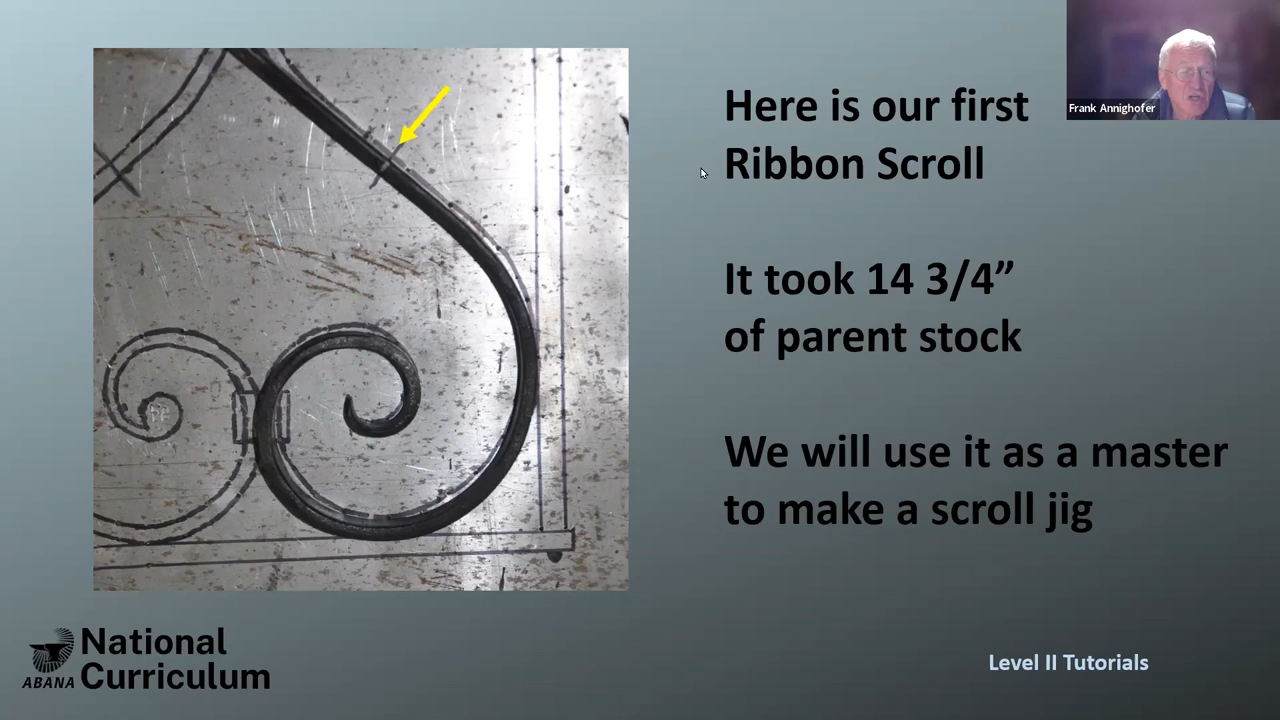 Frank Annighofer
Here is our first
Ribbon Scroll
It took 14 3/4”
of parent stock
We will use it as a master
to make a scroll jig
National
ABANA Curriculum
Level II Tutorials